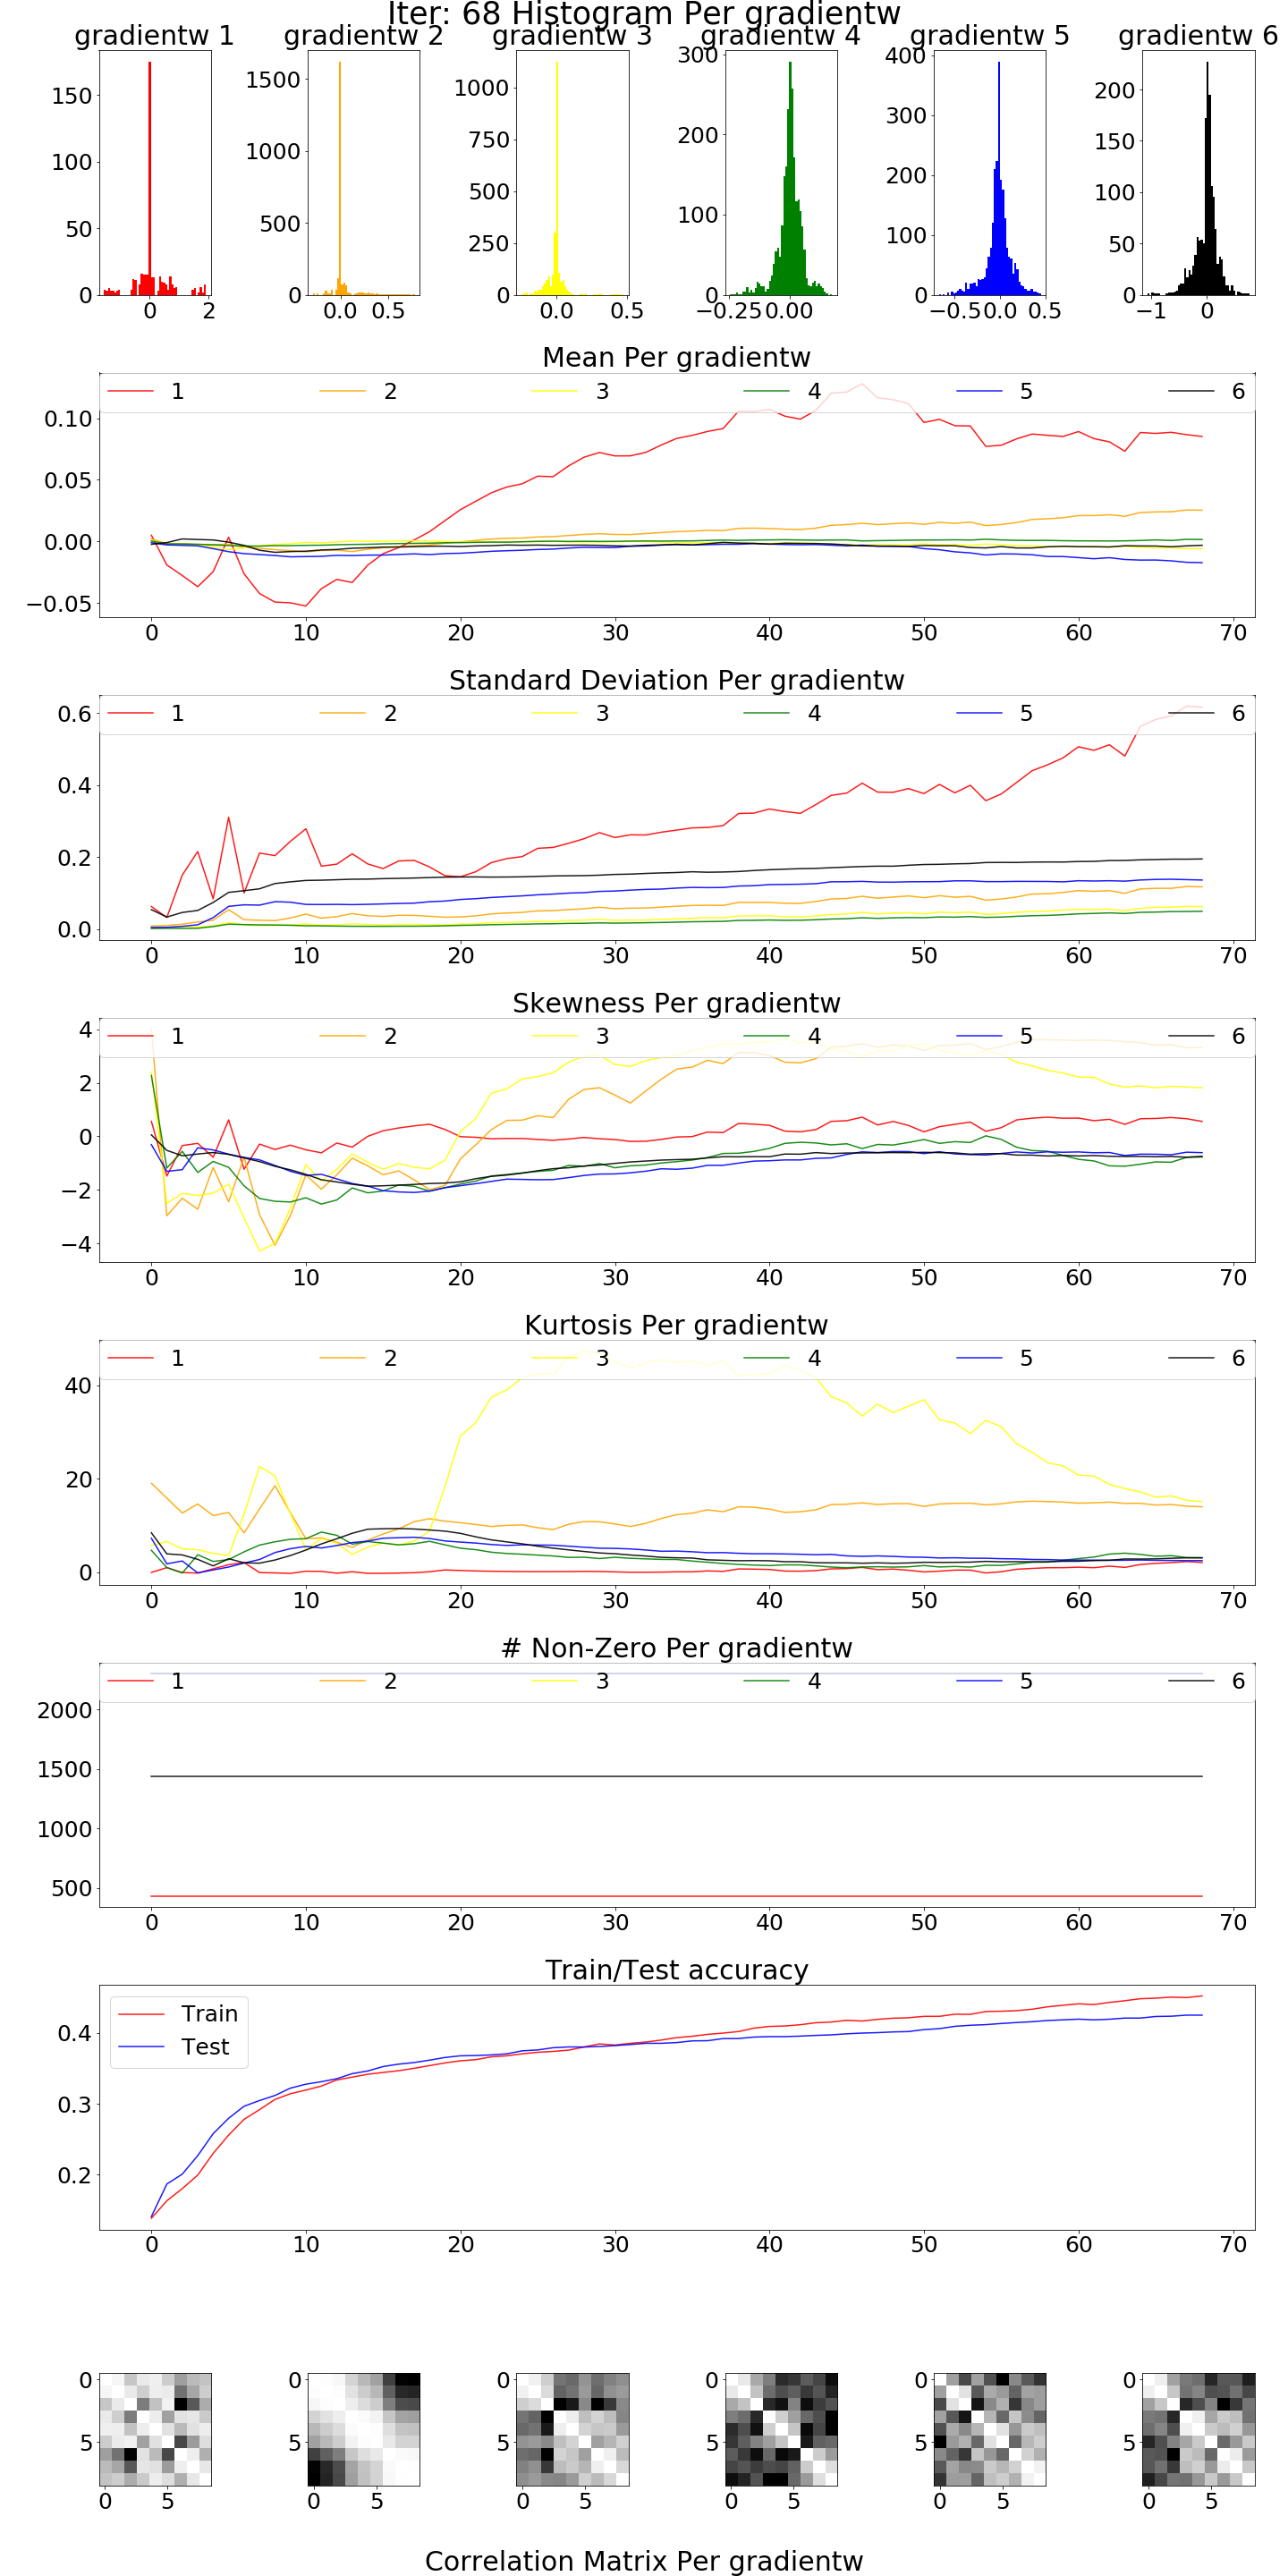 Iter: 68 Histogram Per gradientw
gradientw 1 gradientw 2 gradientw 3 gradientw 4 gradientw 5 gradientw 6
150
100
50
0
0 2
1500
1000
500
0
0.0 0.5
1000
750
500
250
0
0.0 0.5
300
200
100
0
−0.25 0.00
400
300
200
100
0
−0.5 0.0 0.5
200
150
100
50
0
−1 0
Mean Per gradientw
1 2 3 4 5 6
0.10
0.05
0.00
−0.05
0 10 20 30 40 50 60 70
Standard Deviation Per gradientw
1 2 3 4 5 6
0.6
0.4
0.2
0.0
0 10 20 30 40 50 60 70
Skewness Per gradientw
1 2 3 4 5 6
4
2
0
−2
−4
0 10 20 30 40 50 60 70
Kurtosis Per gradientw
1 2 3 4 5 6
40
20
0
0 10 20 30 40 50 60 70
# Non-Zero Per gradientw
1 2 3 4 5 6
2000
1500
1000
500
0 10 20 30 40 50 60 70
Train/Test accuracy
Train
Test
0.4
0.3
0.2
0 10 20 30 40 50 60 70
0 0 0 0 0 0
5 5 5 5 5 5
0 5 0 5 0 5 0 5 0 5 0 5
Correlation Matrix Per gradientw